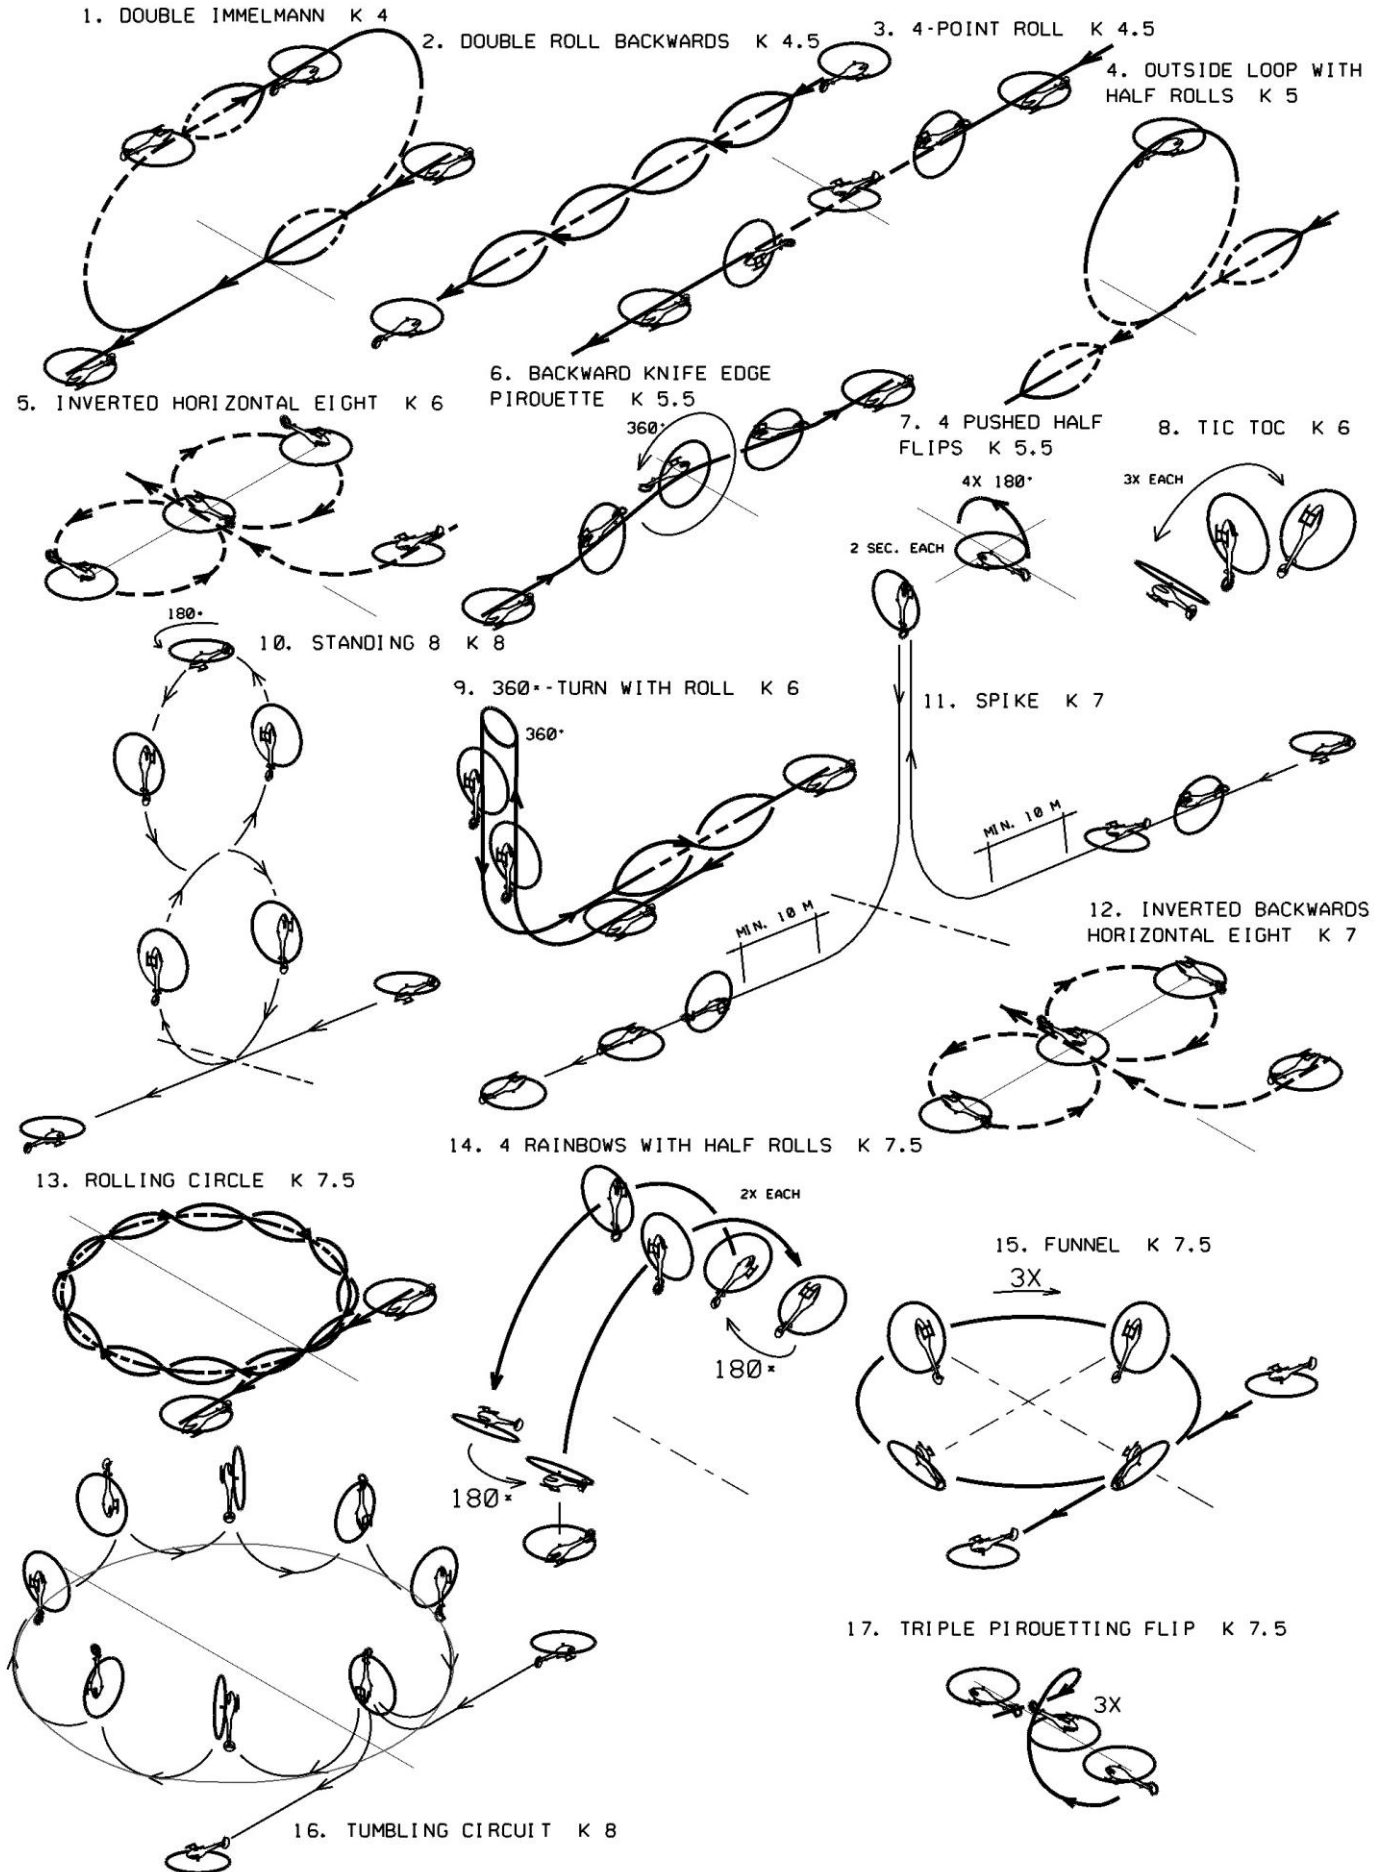 1. DOUBLE IMMELMANN K 4
2. DOUBLE ROLL BACKWARDS K 4.5
3. 4-POINT ROLL K 4.5
4. OUTSIDE LOOP WITH
HALF ROLLS K 5
5. INVERTED HORIZONTAL EIGHT K 6
6. BACKWARD KNIFE EDGE
PIROUETTE K 5.5
360°
7. 4 PUSHED HALF
FLIPS K 5.5
4X 180°
2 SEC. EACH
8. TIC TOC K 6
3X EACH
180°
10. STANDING 8 K 8
9. 360°-TURN WITH ROLL K 6
360°
11. SPIKE K 7
MIN. 10 M
MIN. 10 M
12. INVERTED BACKWARDS
HORIZONTAL EIGHT K 7
13. ROLLING CIRCLE K 7.5
14. 4 RAINBOWS WITH HALF ROLLS K 7.5
2X EACH
180°
180°
15. FUNNEL K 7.5
3X
16. TUMBLING CIRCUIT K 8
17. TRIPLE PIROUETTING FLIP K 7.5
3X